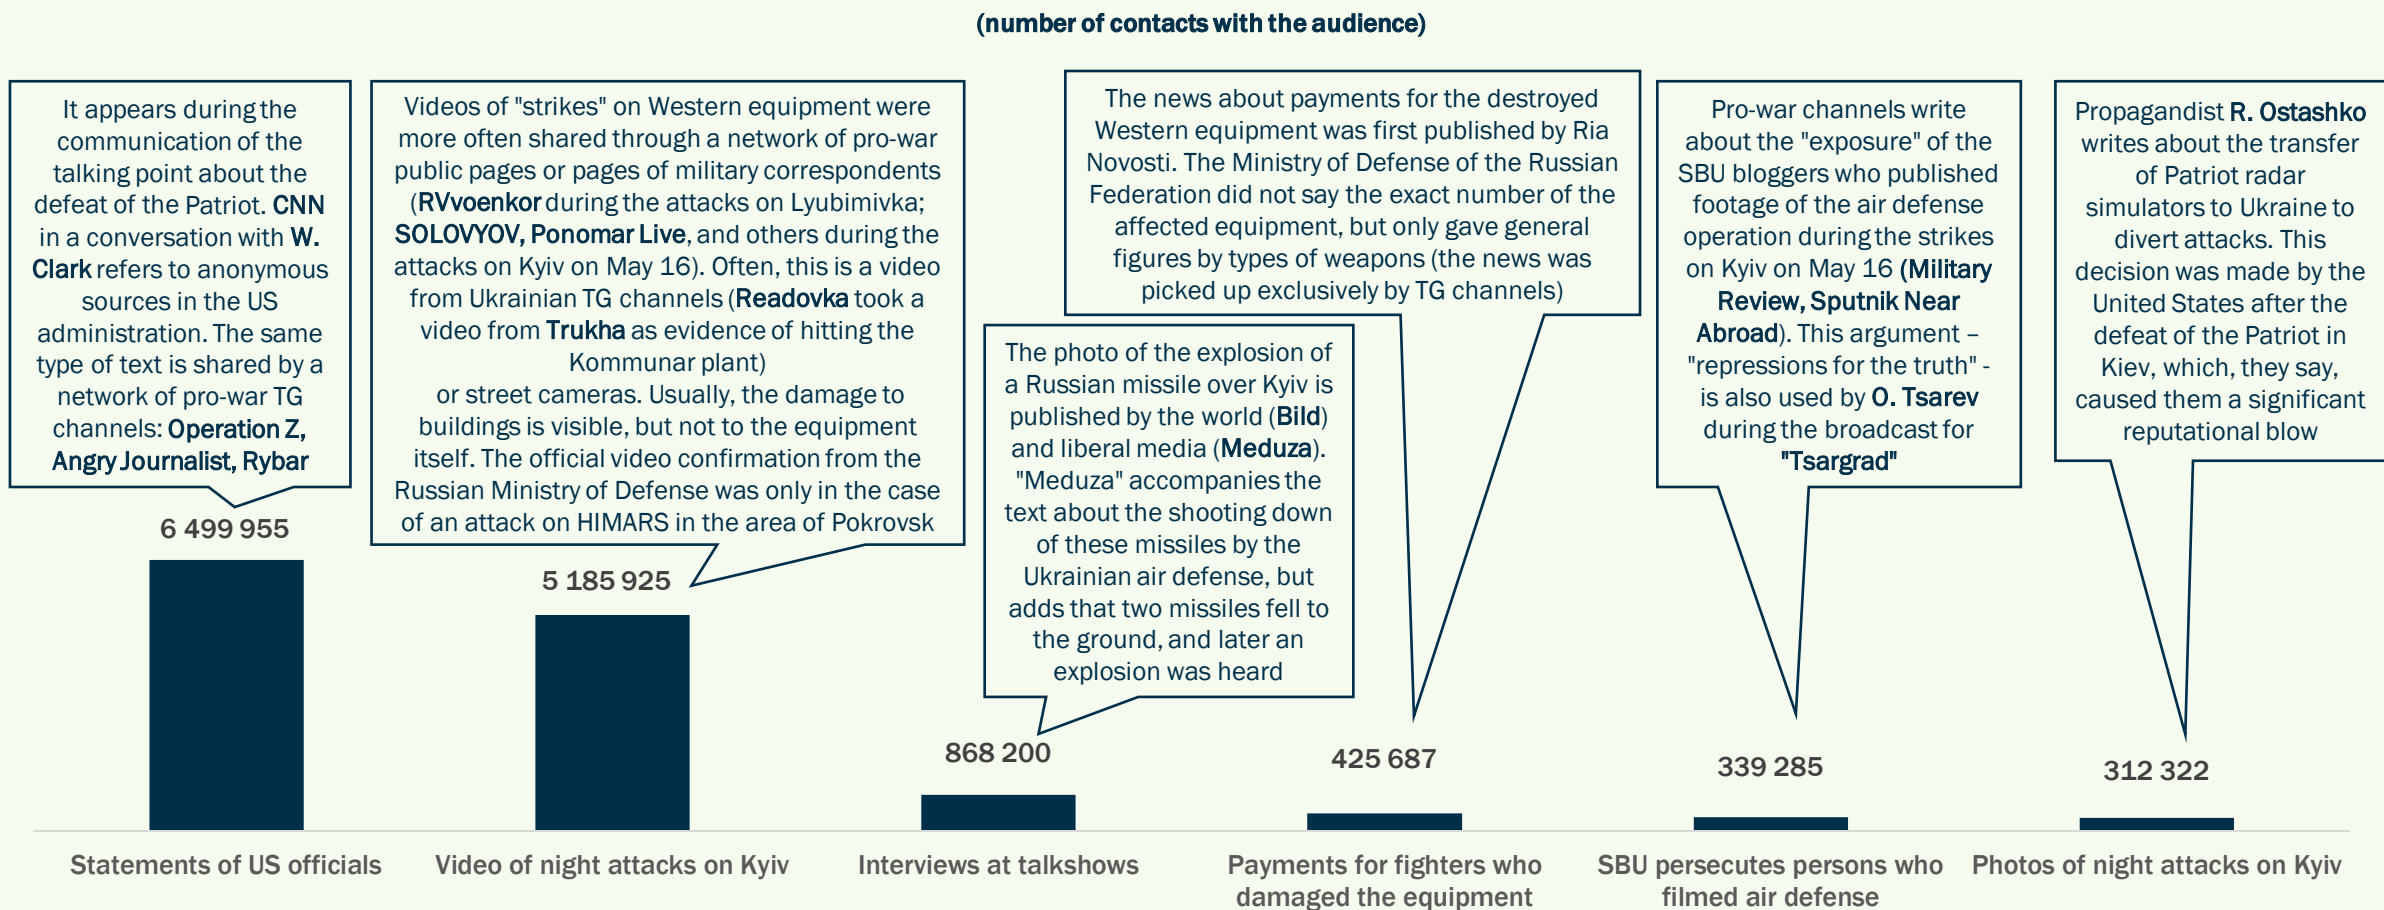 (number of contacts with the audience)
It appears during the
communication of the
talking point about the
defeat of the Patriot. CNN
in a conversation with W.
Clark refers to anonymous
sources in the US
administration. The same
type of text is shared by a
network of pro-war TG
channels: Operation Z,
Angry Journalist, Rybar
Videos of "strikes" on Western equipment were
more often shared through a network of pro-war
public pages or pages of military correspondents
(RVvoenkor during the attacks on Lyubimivka;
SOLOVYOV, Ponomar Live, and others during the
attacks on Kyiv on May 16). Often, this is a video
from Ukrainian TG channels (Readovka took a
video from Trukha as evidence of hitting the
Kommunar plant)
or street cameras. Usually, the damage to
buildings is visible, but not to the equipment
itself. The official video confirmation from the
Russian Ministry of Defense was only in the case
of an attack on HIMARS in the area of Pokrovsk
The photo of the explosion of
a Russian missile over Kyiv is
published by the world (Bild)
and liberal media (Meduza).
"Meduza" accompanies the
text about the shooting down
of these missiles by the
Ukrainian air defense, but
adds that two missiles fell to
the ground, and later an
explosion was heard
The news about payments for the destroyed
Western equipment was first published by Ria
Novosti. The Ministry of Defense of the Russian
Federation did not say the exact number of the
affected equipment, but only gave general
figures by types of weapons (the news was
picked up exclusively by TG channels)
Pro-war channels write
about the "exposure" of the
SBU bloggers who published
footage of the air defense
operation during the strikes
on Kyiv on May 16 (Military
Review, Sputnik Near
Abroad). This argument –
"repressions for the truth" -
is also used by O. Tsarev
during the broadcast for
"Tsargrad"
Propagandist R. Ostashko
writes about the transfer
of Patriot radar
simulators to Ukraine to
divert attacks. This
decision was made by the
United States after the
defeat of the Patriot in
Kiev, which, they say,
caused them a significant
reputational blow
6 499 955
5 185 925
868 200
425 687
339 285
312 322
Statements of US officials
Video of night attacks on Kyiv
Interviews at talkshows
Payments for fighters who
damaged the equipment
SBU persecutes persons who
filmed air defense
Photos of night attacks on Kyiv